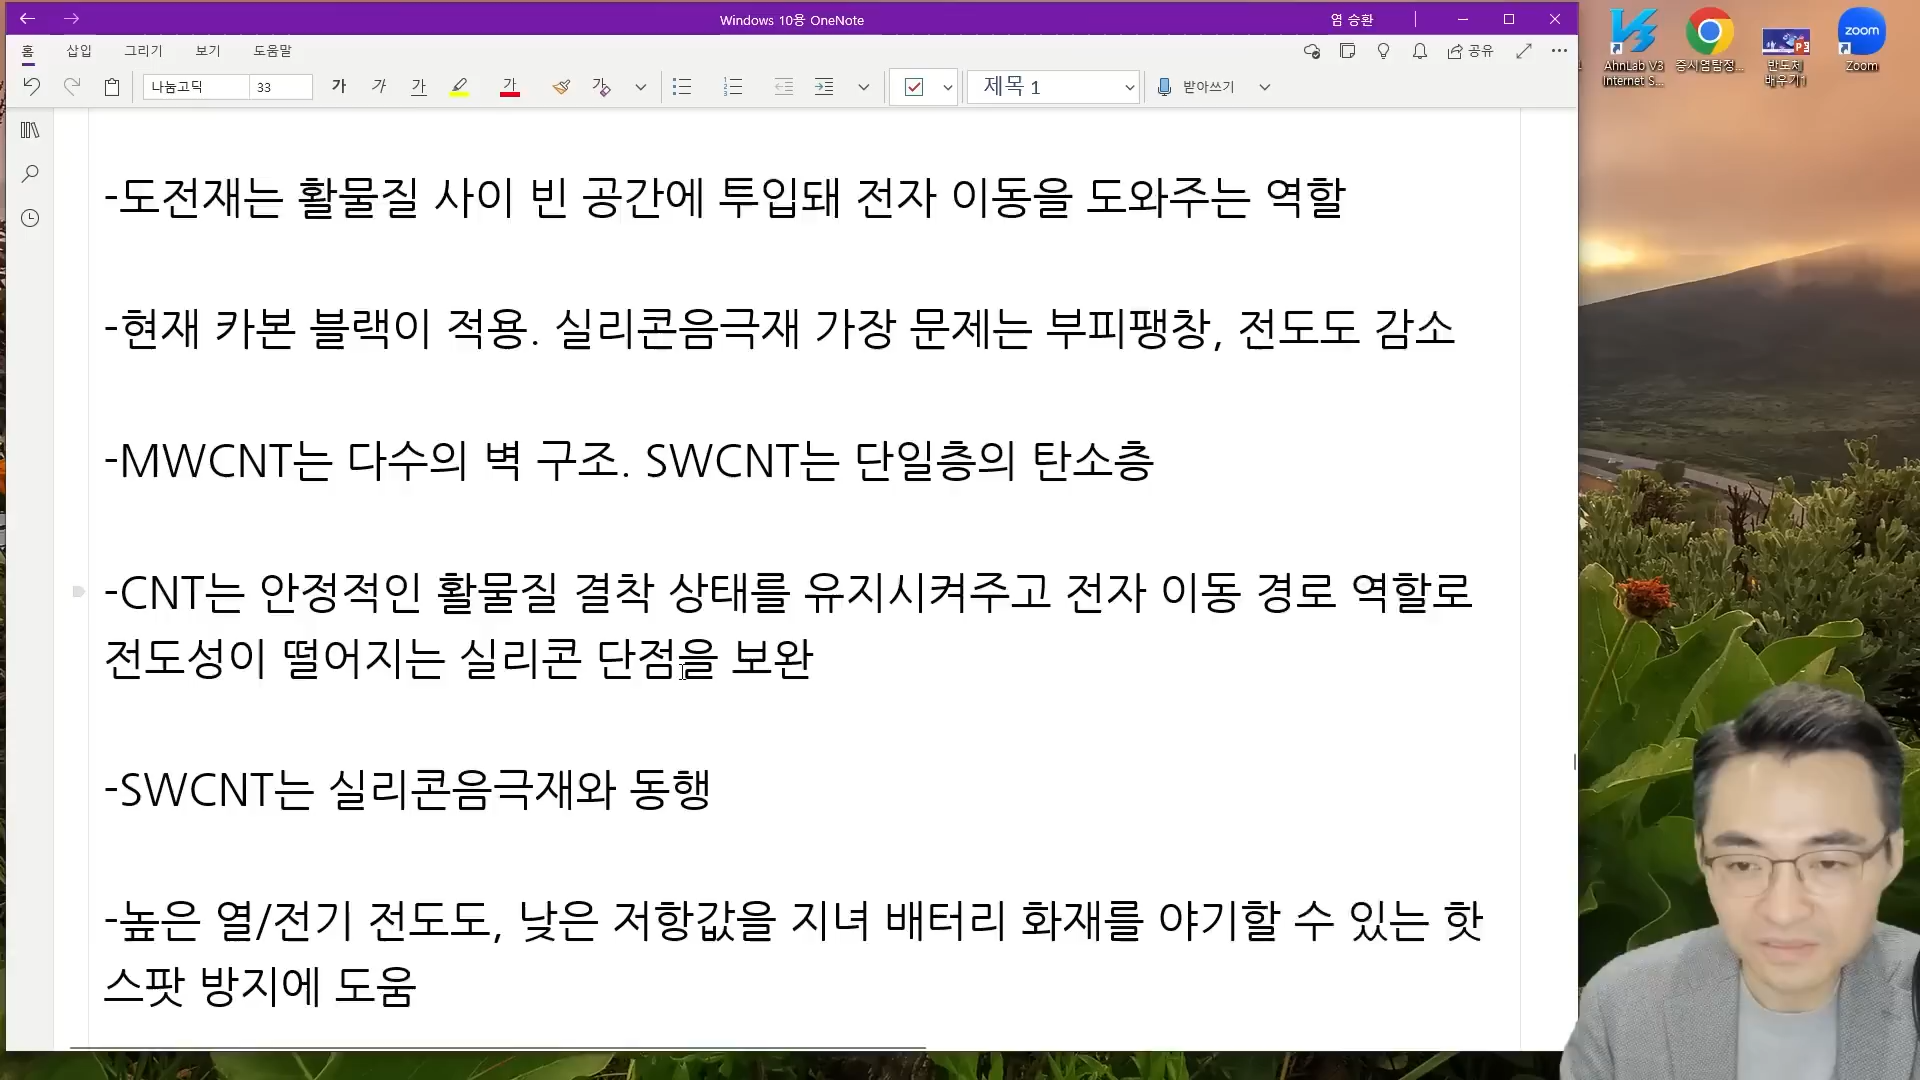 Windows 10용 OneNote
염 승환
홈 삽입 그리기 보기 도움말
공유
나눔고딕 33 가 가 가 가 제목 1 받아쓰기
-도전재는 활물질 사이 빈 공간에 투입돼 전자 이동을 도와주는 역할
-현재 카본 블랙이 적용. 실리콘음극재 가장 문제는 부피팽창, 전도도 감소
-MWCNT는 다수의 벽 구조. SWCNT는 단일층의 탄소층
-CNT는 안정적인 활물질 결착 상태를 유지시켜주고 전자 이동 경로 역할로
전도성이 떨어지는 실리콘 단점을 보완
-SWCNT는 실리콘음극재와 동행
-높은 열/전기 전도도, 낮은 저항값을 지녀 배터리 화재를 야기할 수 있는 핫
스팟 방지에 도움
AhnLab V3
Internet S...
증시염탐정...
반도체
배우기1
zoom
Zoom